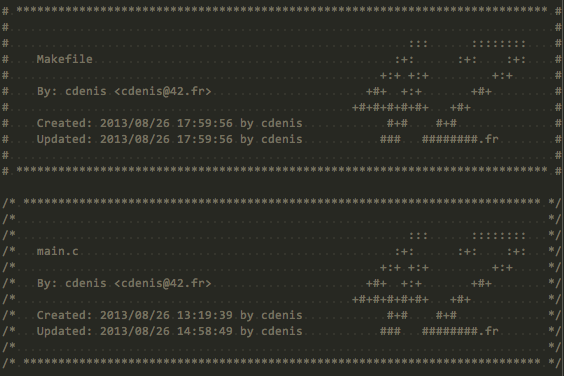 # ************************************************************************** #
#                                                                            #
#                                                         :::      ::::::::  #
#    Makefile                                           :+:      :+:    :+:  #
#                                                     +:+ +:+         +:+    #
#    By: cdenis <cdenis@42.fr>                      +#+  +:+       +#+       #
#                                                 +#+#+#+#+#+   +#+          #
#    Created: 2013/08/26 17:59:56 by cdenis            #+#    #+#            #
#    Updated: 2013/08/26 17:59:56 by cdenis           ###   ########.fr      #
#                                                                            #
# ************************************************************************** #

/* ************************************************************************** */
/*                                                                            */
/*                                                         :::      ::::::::  */
/*   main.c                                              :+:      :+:    :+:  */
/*                                                     +:+ +:+         +:+    */
/*   By: cdenis <cdenis@42.fr>                       +#+  +:+       +#+       */
/*                                                 +#+#+#+#+#+   +#+          */
/*   Created: 2013/08/26 13:19:39 by cdenis             #+#    #+#            */
/*   Updated: 2013/08/26 14:58:49 by cdenis            ###   ########.fr      */
/*                                                                            */
/* ************************************************************************** */